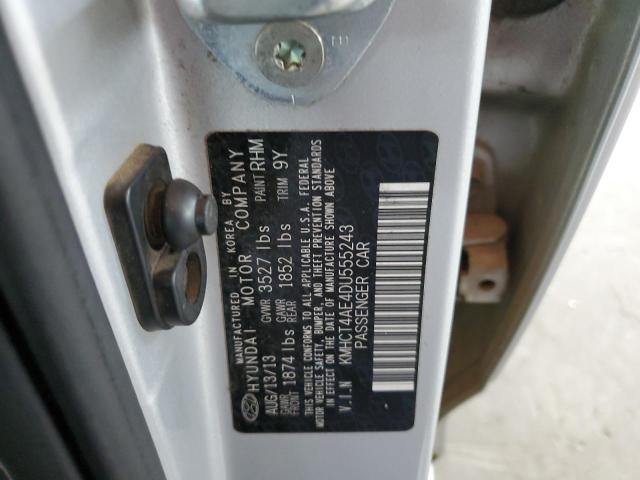 MANUFACTURED IN KOREA BY
HYUNDAI MOTOR COMPANY
AUG/13/13 GVWR 3527 lbs PAINT RHM
GAWR FRONT 1874 lbs GAWR REAR 1852 lbs TRIM 9Y
THIS VEHICLE CONFORMS TO ALL APPLICABLE U.S.A. FEDERAL
MOTOR VEHICLE SAFETY, BUMPER, AND THEFT PREVENTION STANDARDS
IN EFFECT ON THE DATE OF MANUFACTURE SHOWN ABOVE
V.I.N KMHCT4AE4DU555243
PASSENGER CAR